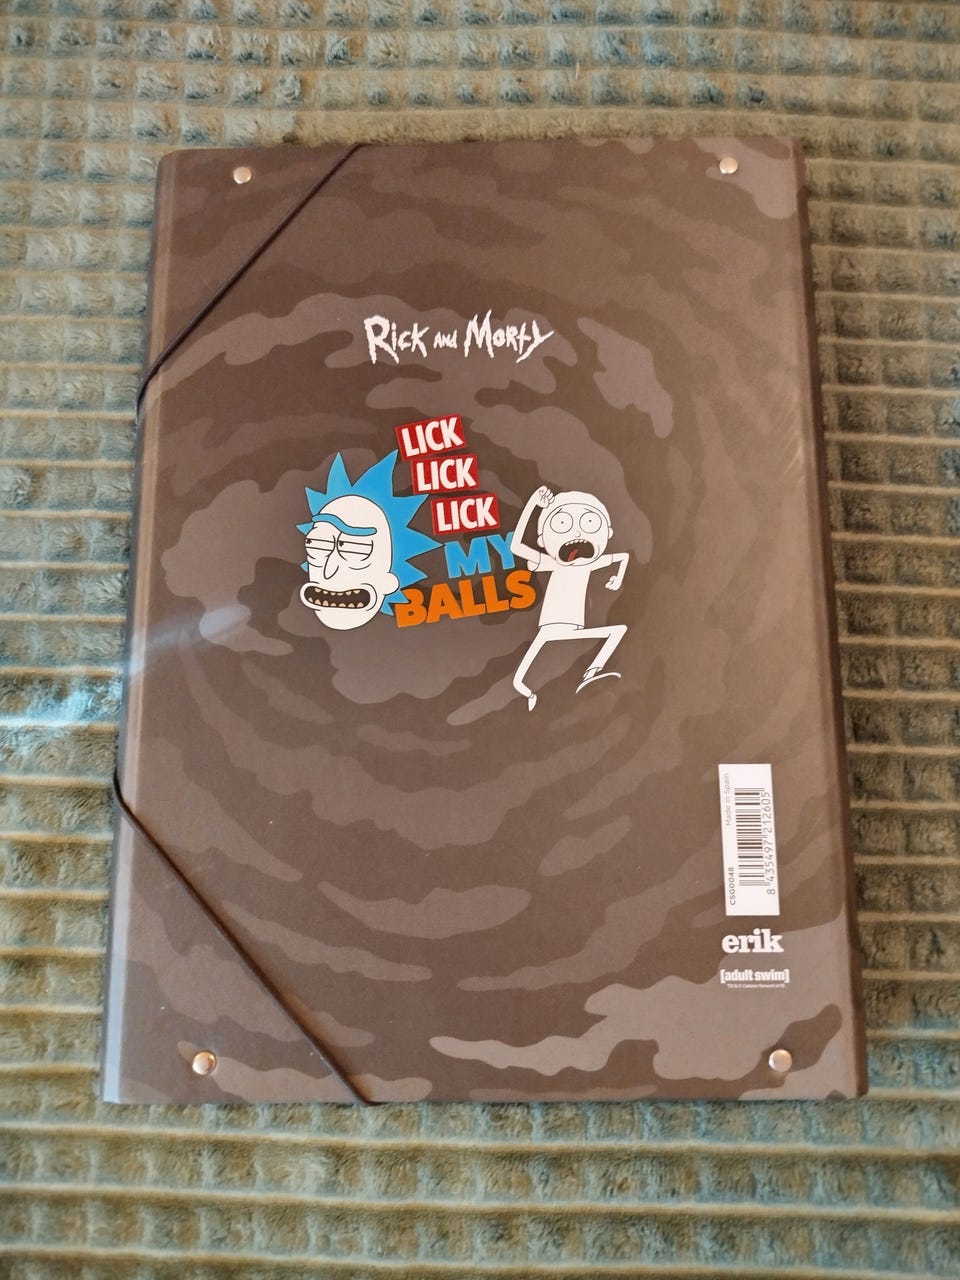 Rick and Morty
LICK
LICK
LICK
MY
BALLS
Made in Spain
CSG0048
8 435497 212605
erik
[adult swim]